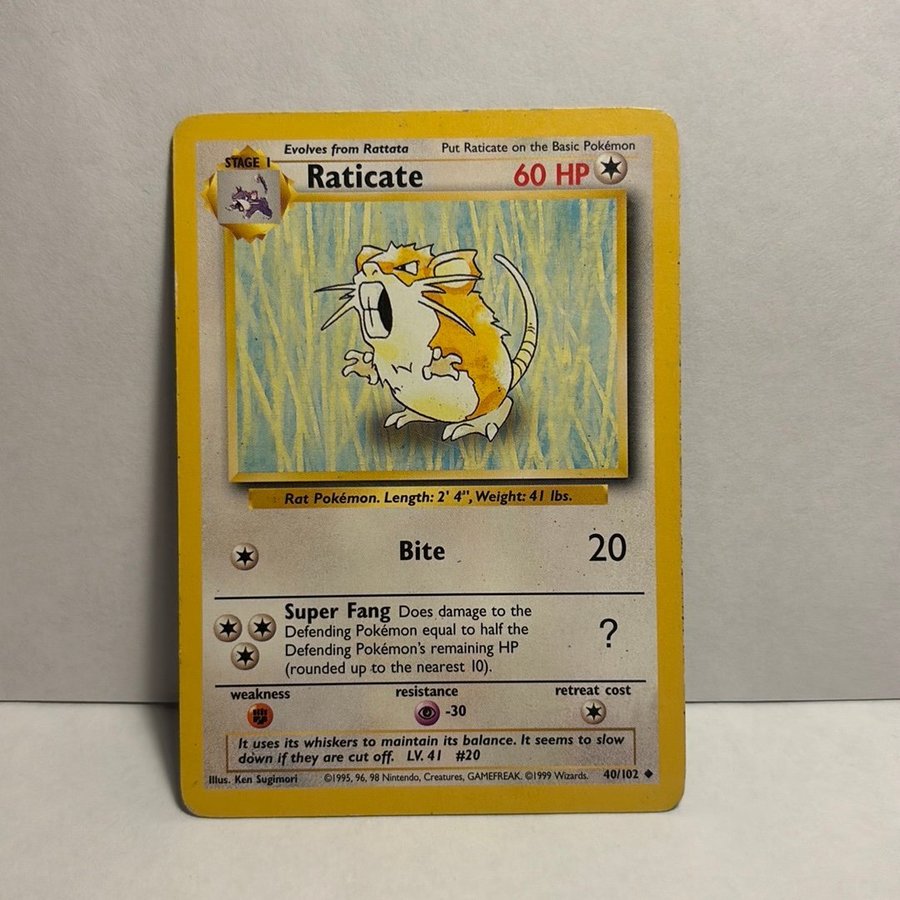 Evolves from Rattata Put Raticate on the Basic Pokémon
STAGE 1
Raticate 60 HP
Rat Pokémon. Length: 2' 4", Weight: 41 lbs.
Bite 20
Super Fang Does damage to the
Defending Pokémon equal to half the
Defending Pokémon's remaining HP
(rounded up to the nearest 10).
?
weakness resistance retreat cost
-30
It uses its whiskers to maintain its balance. It seems to slow
down if they are cut off. LV. 41 #20
Illus. Ken Sugimori ©1995, 96, 98 Nintendo, Creatures, GAMEFREAK. ©1999 Wizards. 40/102